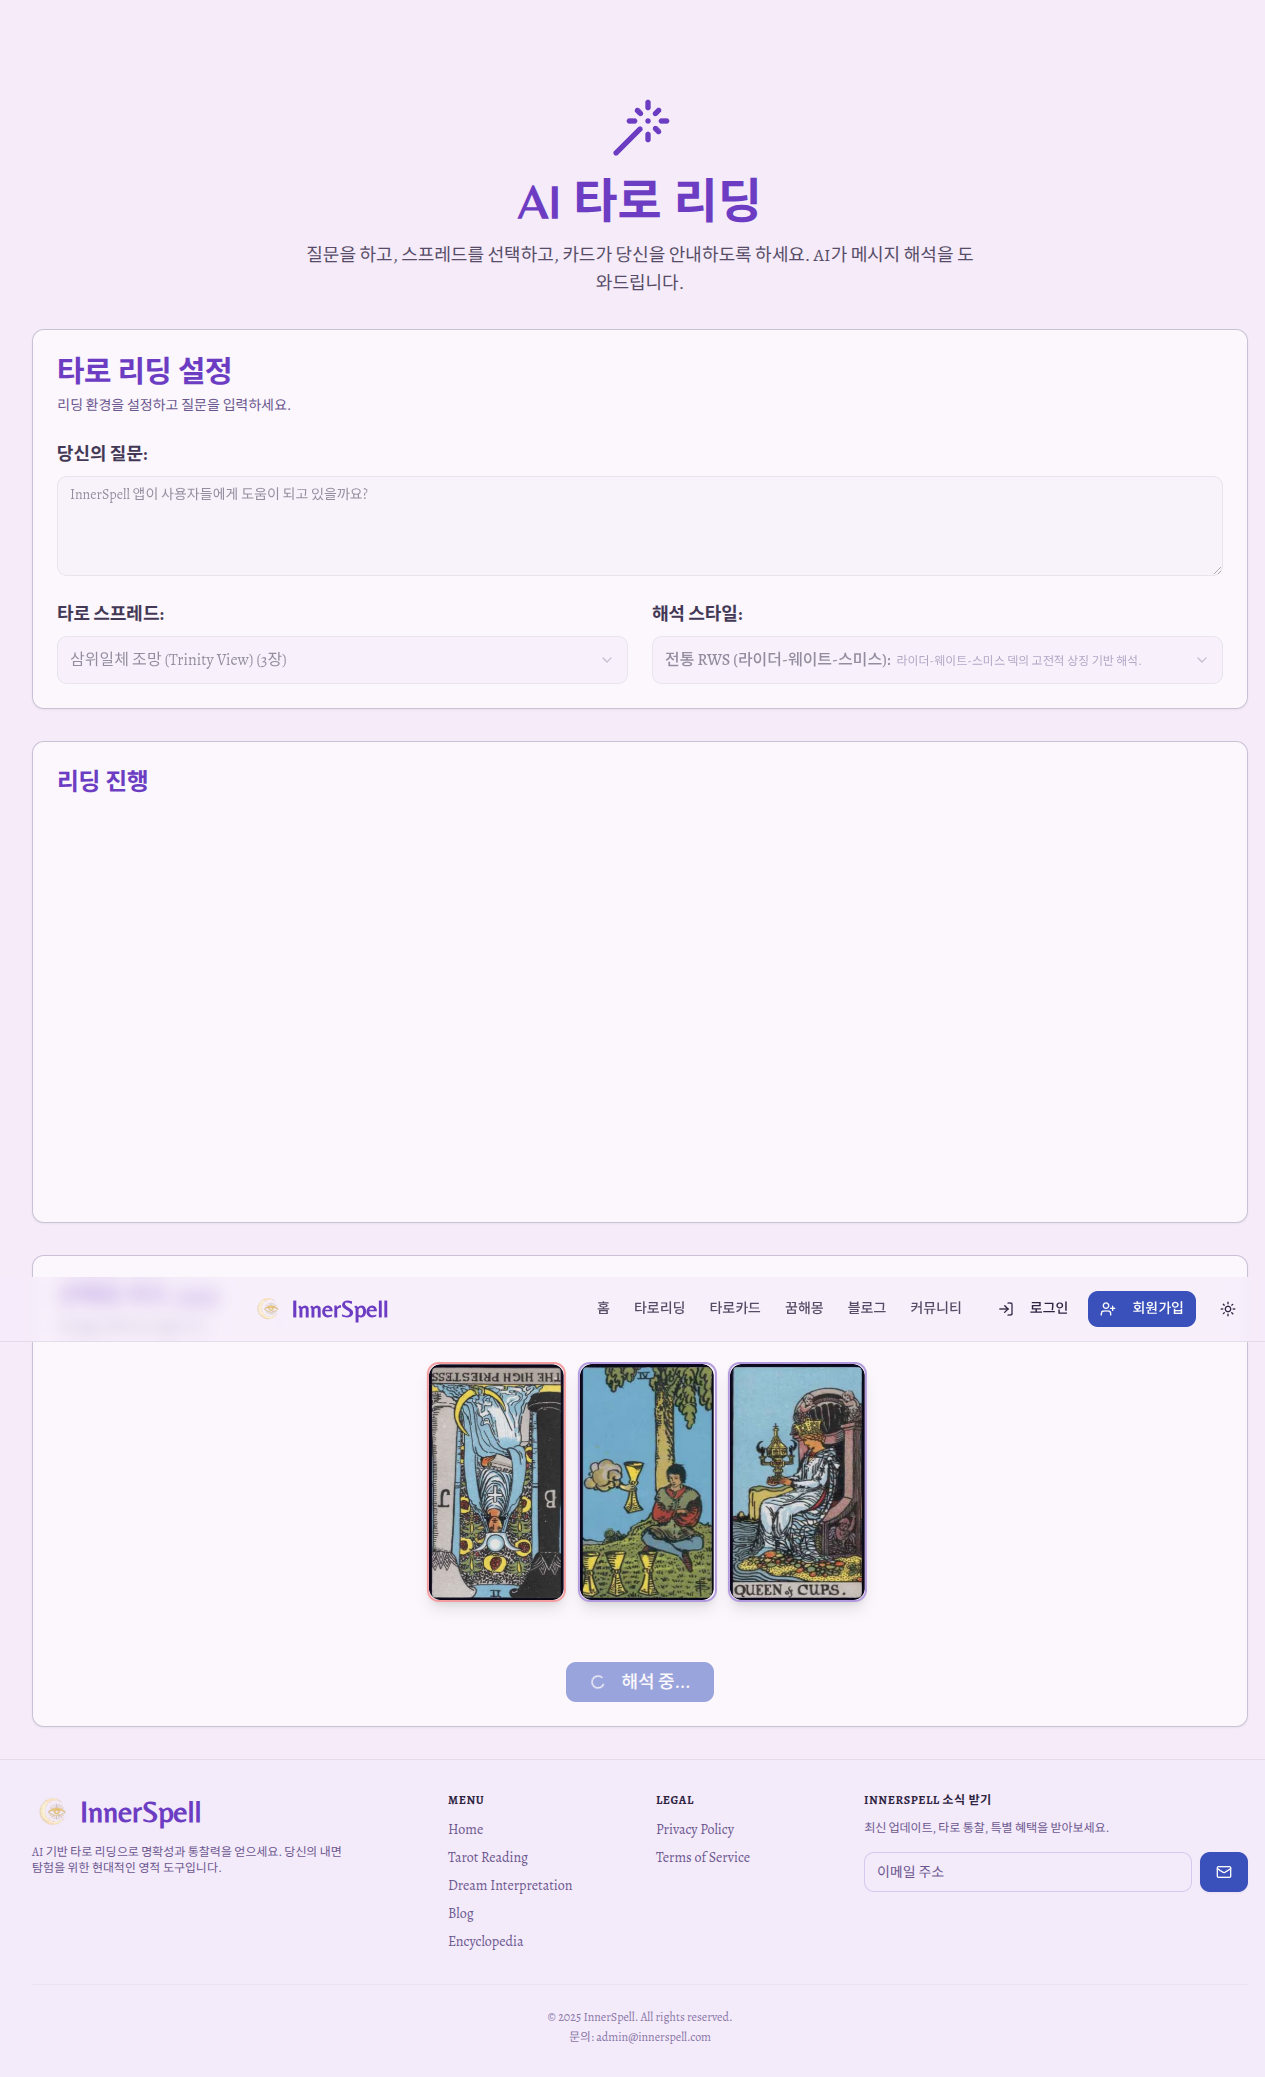 AI 타로 리딩
질문을 하고, 스프레드를 선택하고, 카드가 당신을 안내하도록 하세요. AI가 메시지 해석을 도
와드립니다.
타로 리딩 설정
리딩 환경을 설정하고 질문을 입력하세요.
당신의 질문:
InnerSpell 앱이 사용자들에게 도움이 되고 있을까요?
타로 스프레드:
해석 스타일:
삼위일체 조망 (Trinity View) (3장)
전통 RWS (라이더-웨이트-스미스): 라이더-웨이트-스미스 덱의 고전적 상징 기반 해석.
리딩 진행
InnerSpell
홈 타로리딩 타로카드 꿈해몽 블로그 커뮤니티 로그인 회원가입
THE HIGH PRIESTESS
B J
II
IV
QUEEN of CUPS.
해석 중...
InnerSpell
AI 기반 타로 리딩으로 명확성과 통찰력을 얻으세요. 당신의 내면
탐험을 위한 현대적인 영적 도구입니다.
MENU
Home
Tarot Reading
Dream Interpretation
Blog
Encyclopedia
LEGAL
Privacy Policy
Terms of Service
INNERSPELL 소식 받기
최신 업데이트, 타로 통찰, 특별 혜택을 받아보세요.
이메일 주소
© 2025 InnerSpell. All rights reserved.
문의: admin@innerspell.com